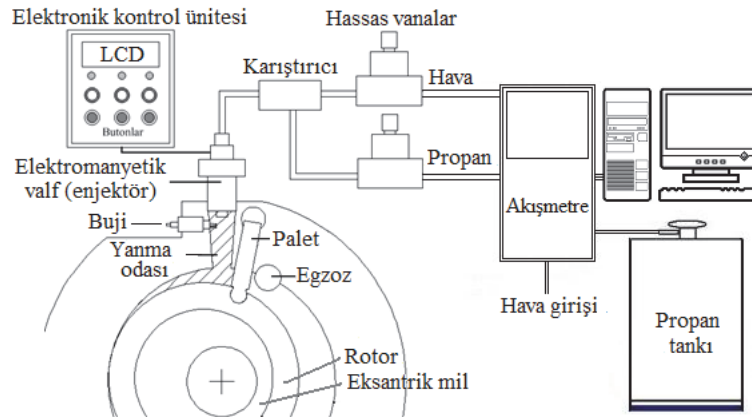 Elektronik kontrol ünitesi
LCD
Butonlar
Hassas vanalar
Karıştırıcı
Hava
Propan
Elektromanyetik
valf (enjektör)
Akışmetre
Buji
Yanma
odası
Palet
Egzoz
Hava girişi
Propan
tankı
Rotor
Eksantrik mil